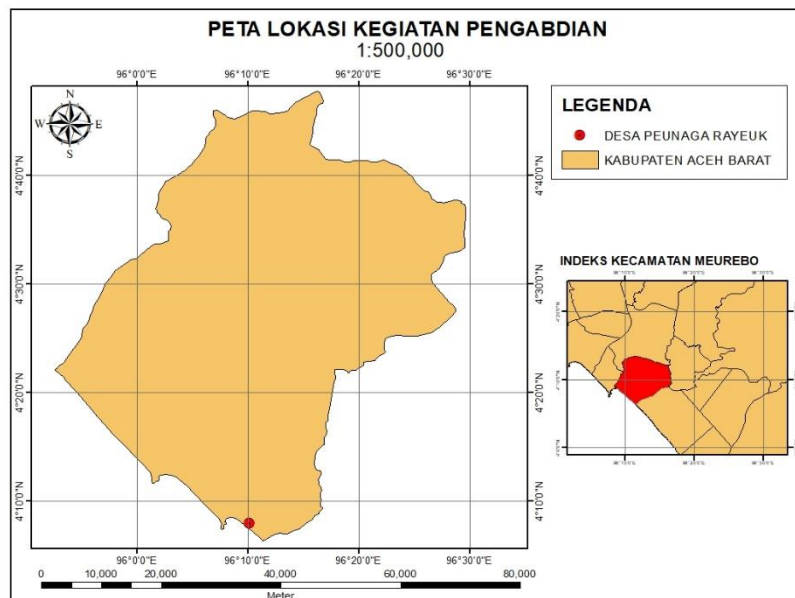 PETA LOKASI KEGIATAN PENGABDIAN
1:500,000
96°0'0"E 96°10'0"E 96°20'0"E 96°30'0"E
N
W E
S
4°40'0"N 4°40'0"N
4°30'0"N 4°30'0"N
4°20'0"N 4°20'0"N
4°10'0"N 4°10'0"N
96°0'0"E 96°10'0"E 96°20'0"E 96°30'0"E
0 10,000 20,000 40,000 60,000 80,000
Meter
LEGENDA
DESA PEUNAGA RAYEUK
KABUPATEN ACEH BARAT
INDEKS KECAMATAN MEUREBO